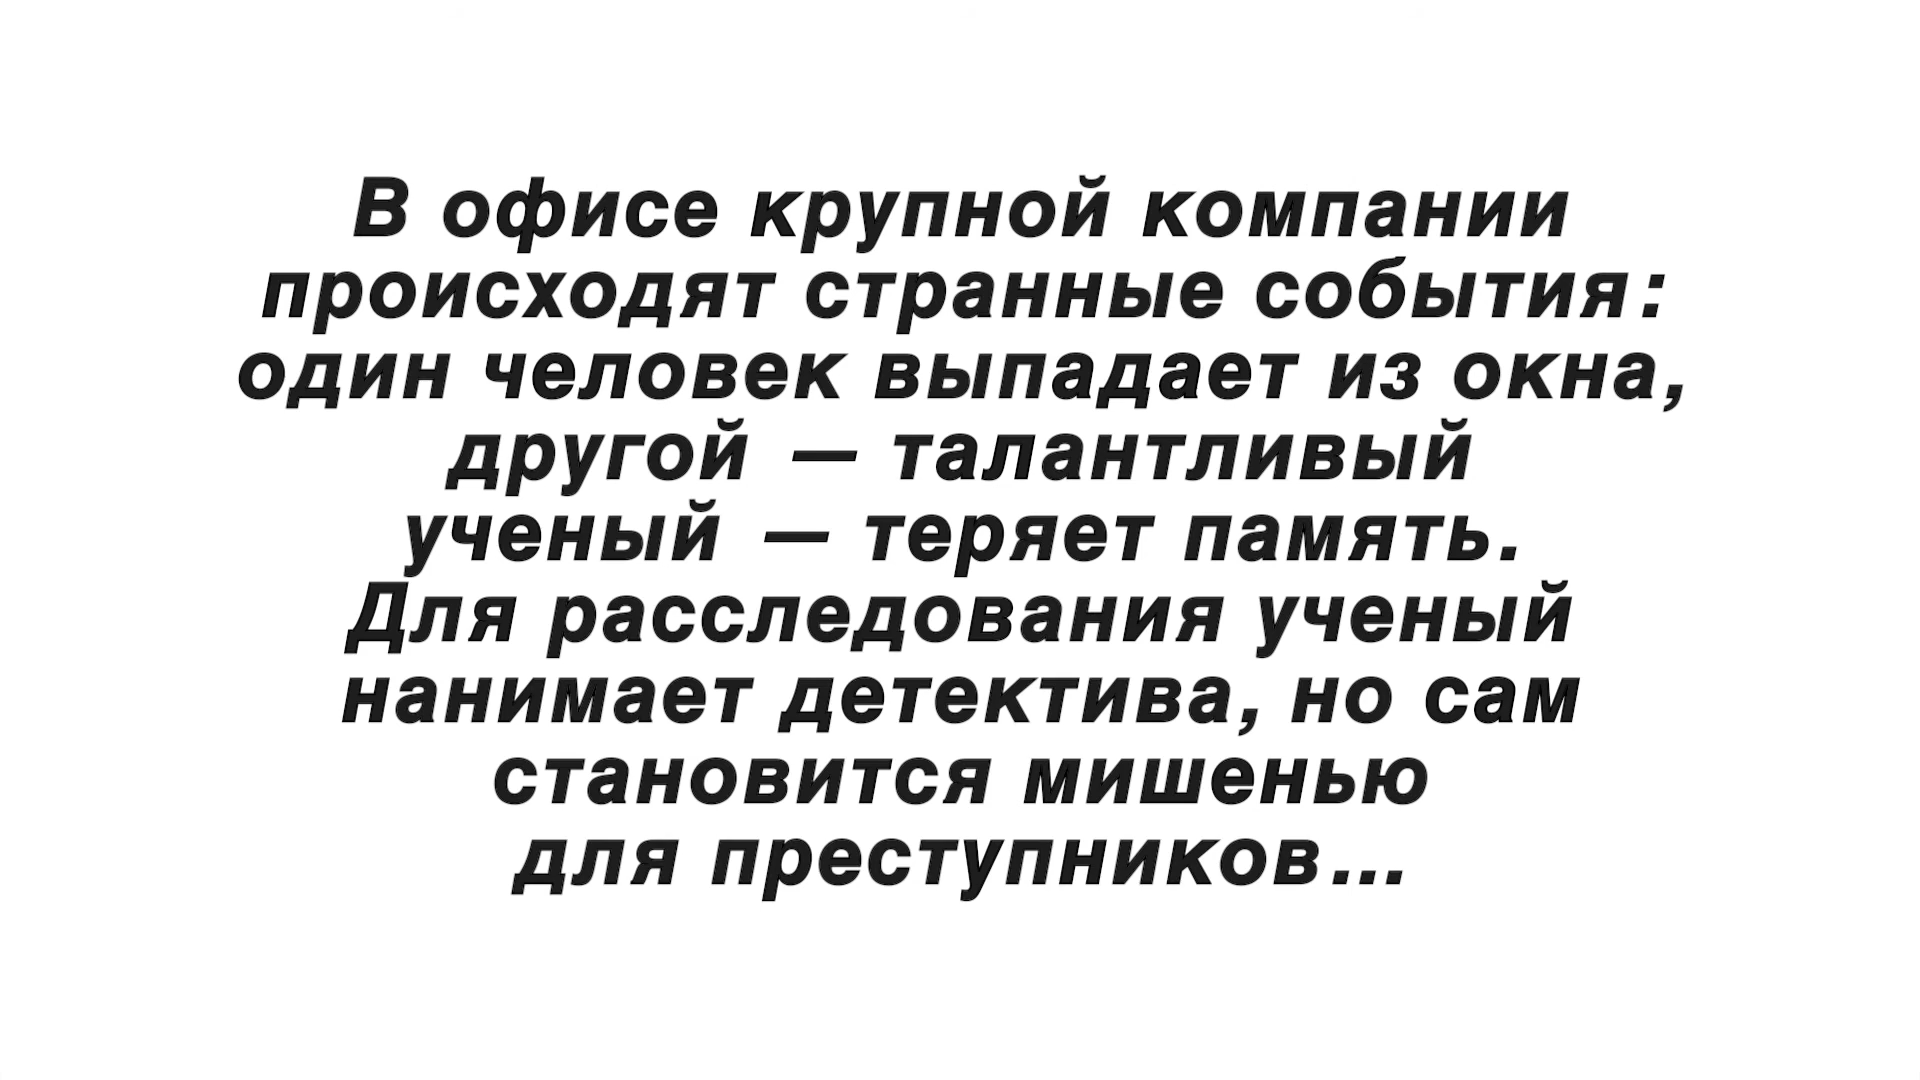 В офисе крупной компании
происходят странные события:
один человек выпадает из окна,
другой — талантливый
ученый — теряет память.
Для расследования ученый
нанимает детектива, но сам
становится мишенью
для преступников...